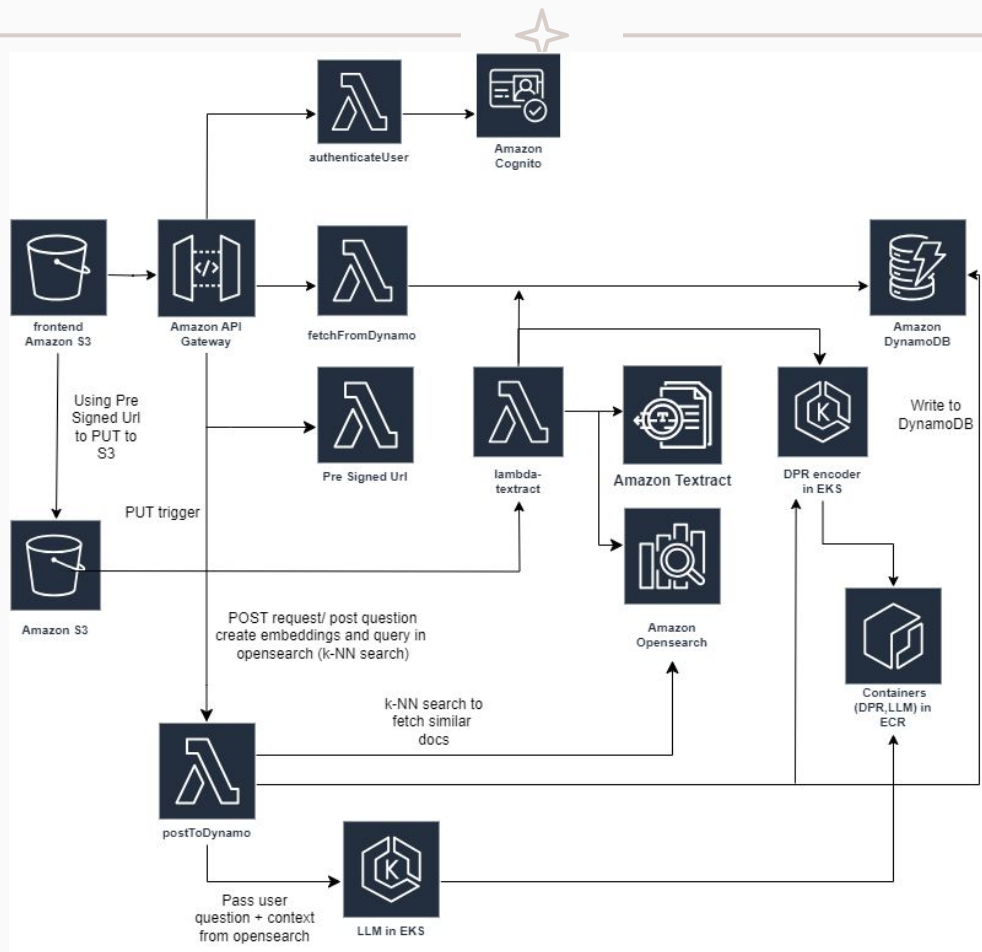 authenticateUser
Amazon
Cognito
frontend
Amazon S3
Amazon API
Gateway
fetchFromDynamo
Amazon
DynamoDB
Using Pre
Signed Url
to PUT to
S3
Pre Signed Url
lambda-
textract
Amazon Textract
DPR encoder
in EKS
Write to
DynamoDB
PUT trigger
Amazon S3
POST request/ post question
create embeddings and query in
opensearch (k-NN search)
Amazon
Opensearch
k-NN search to
fetch similar
docs
Containers
(DPR,LLM) in
ECR
postToDynamo
Pass user
question + context
from opensearch
LLM in EKS